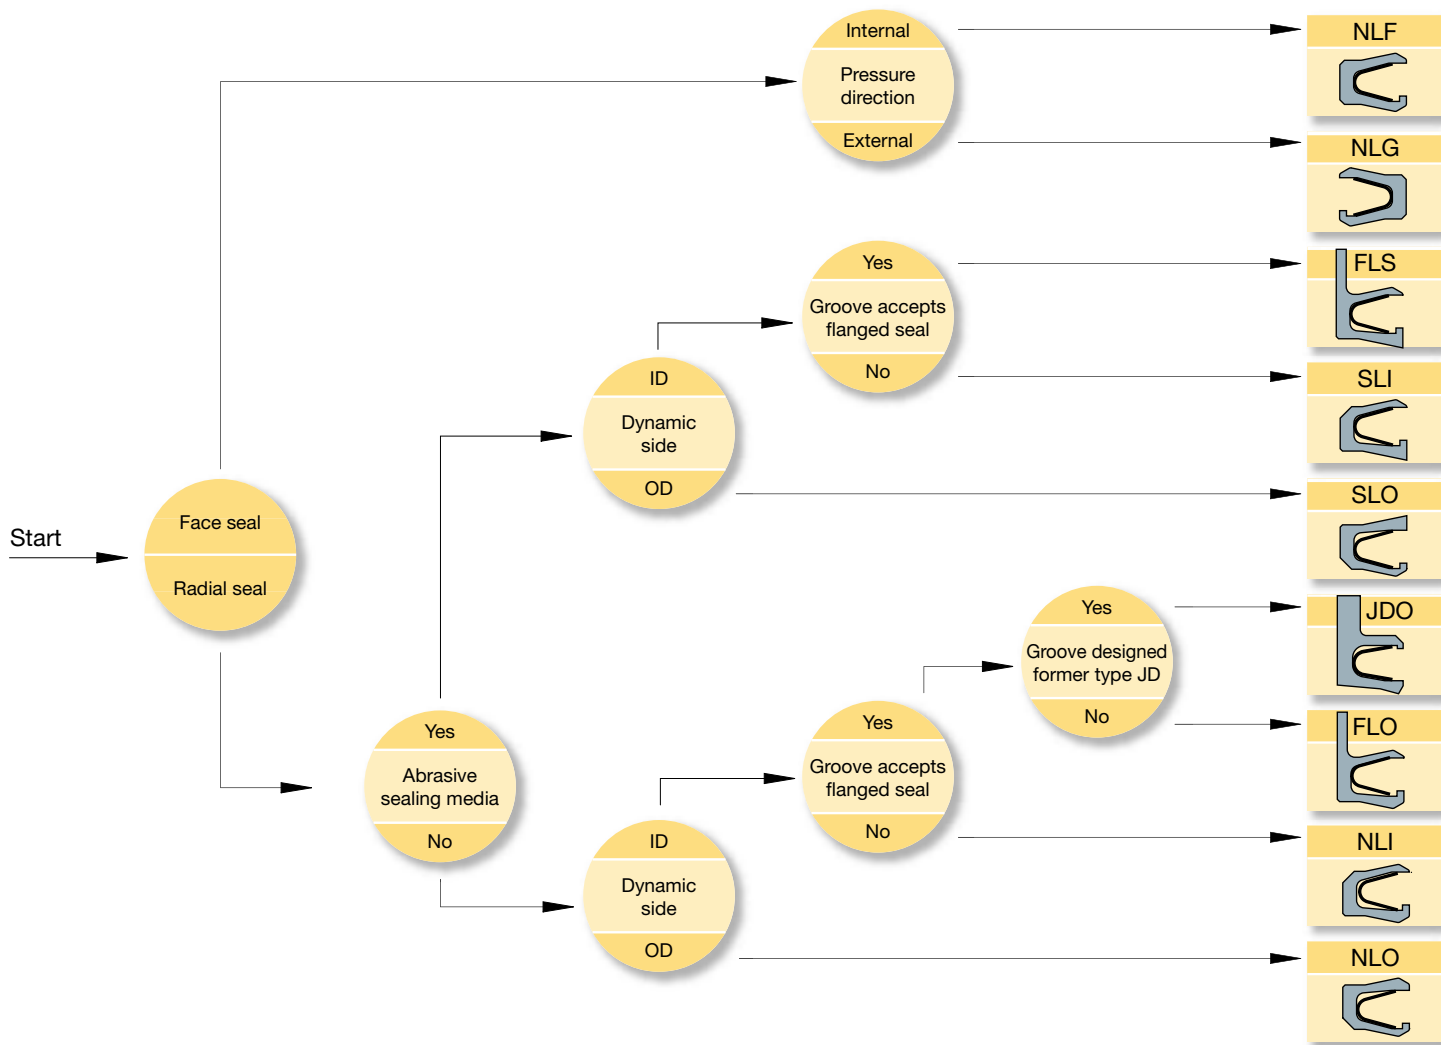 Internal
Pressure
direction
External
NLF
NLG
Yes
Groove accepts
flanged seal
No
FLS
ID
Dynamic
side
OD
SLI
Face seal
Radial seal
Start
SLO
Yes
Groove designed
former type JD
No
JDO
Yes
Abrasive
sealing media
No
Yes
Groove accepts
flanged seal
No
FLO
ID
Dynamic
side
OD
NLI
NLO